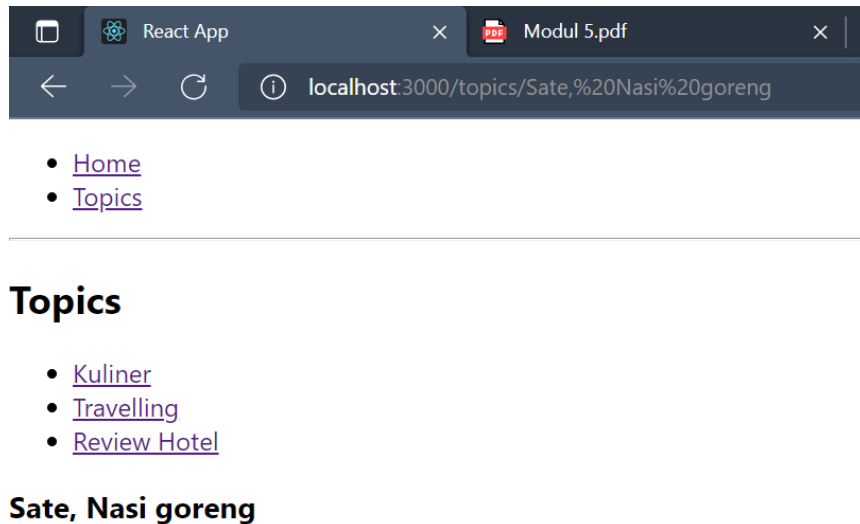 React App
Modul 5.pdf
localhost:3000/topics/Sate,%20Nasi%20goreng
Home
Topics
Topics
Kuliner
Travelling
Review Hotel
Sate, Nasi goreng